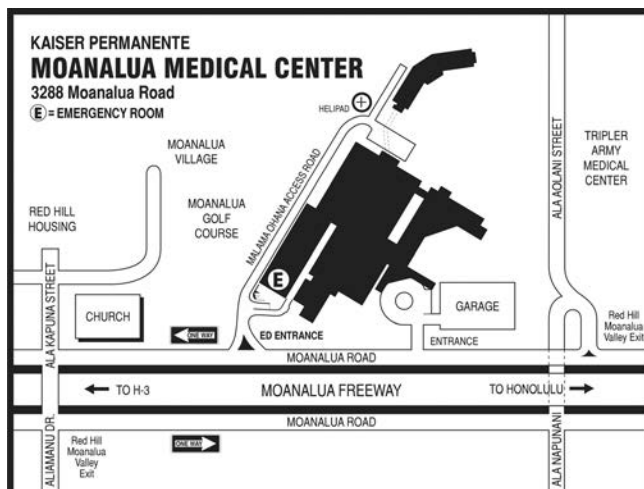 KAISER PERMANENTE
MOANALUA MEDICAL CENTER
3288 Moanalua Road
E = EMERGENCY ROOM
HELIPAD
MOANALUA
VILLAGE
MOANALUA
GOLF
COURSE
MALAMA OHANA ACCESS ROAD
RED HILL
HOUSING
ALA KAPUNA STREET
CHURCH
E
ONE WAY
ED ENTRANCE
GARAGE
ENTRANCE
ALA AOLANI STREET
TRIPLER
ARMY
MEDICAL
CENTER
Red Hill
Moanalua
Valley Exit
MOANALUA ROAD
TO H-3
MOANALUA FREEWAY
TO HONOLULU
MOANALUA ROAD
ALIAMANU DR.
Red Hill
Moanalua
Valley
Exit
ONE WAY
ALA NAPUNANI